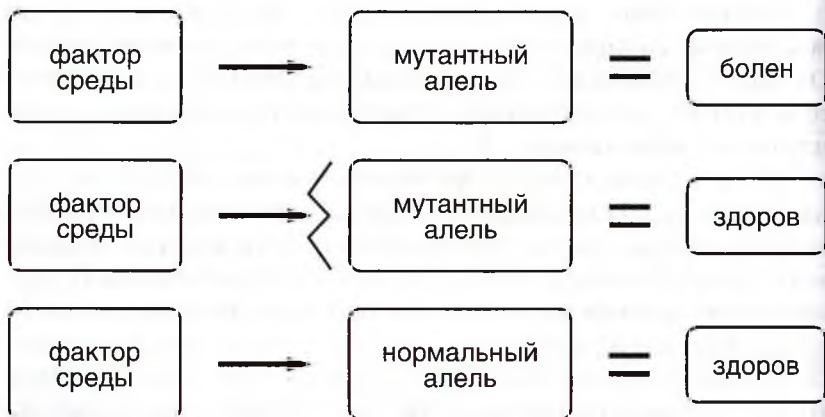 фактор
среды
мутантный
алель
=
болен
фактор
среды
мутантный
алель
=
здоров
фактор
среды
нормальный
алель
=
здоров